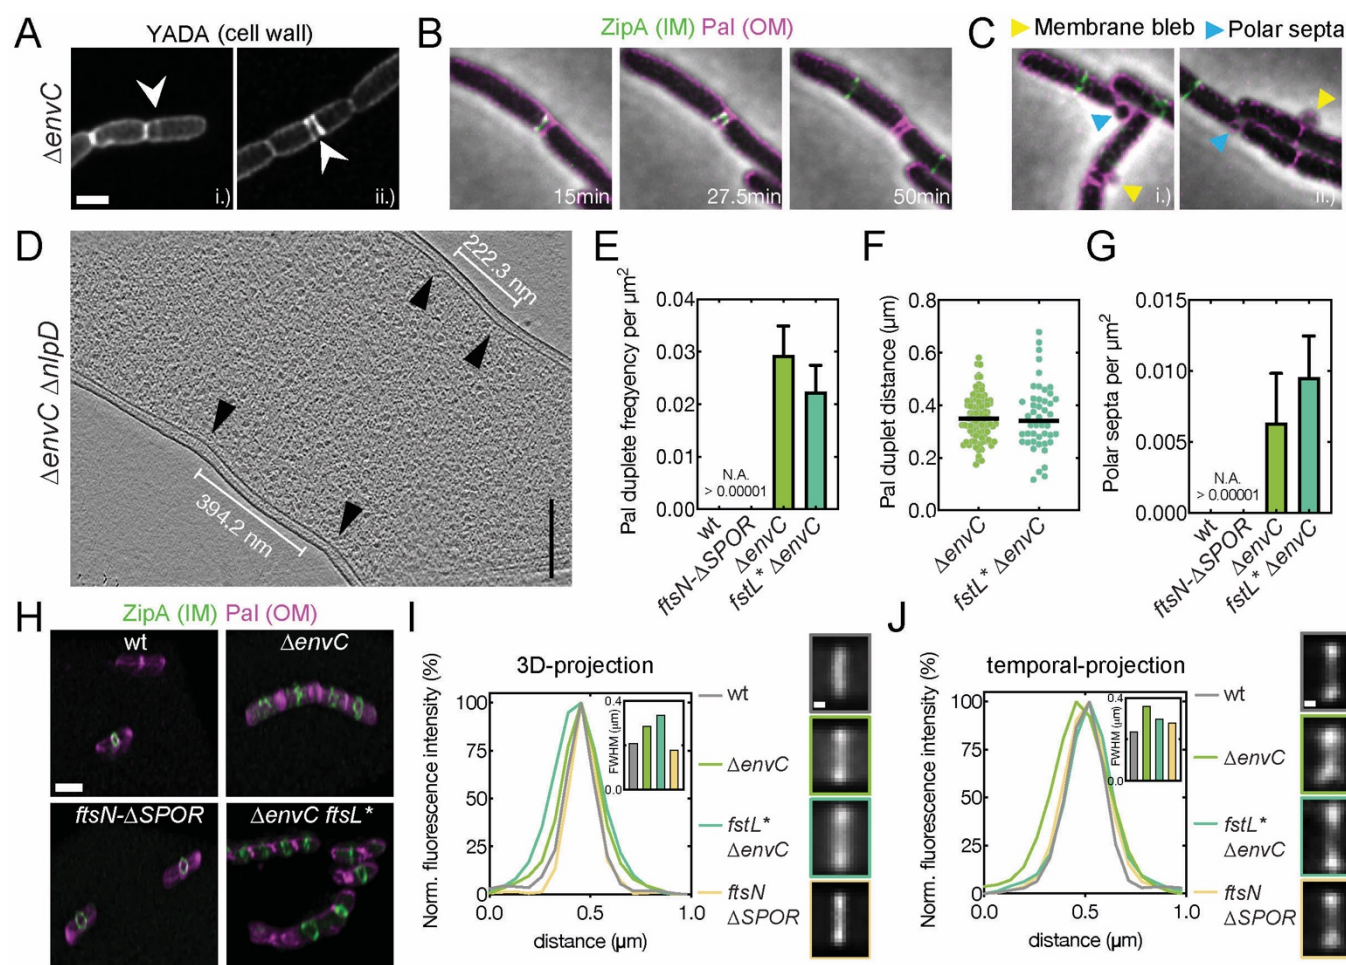 A
YADA (cell wall)
ΔenvC
i.)
ii.)
B
ZipA (IM) Pal (OM)
15min
27.5min
50min
C
Membrane bleb
Polar septa
i.)
ii.)
D
ΔenvC ΔnlpD
222.3 nm
394.2 nm
E
Pal duplete freqyency per µm²
0.04
0.03
0.02
0.01
0.00
N.A.
> 0.00001
wt
ftsN-ΔSPOR
ΔenvC
fstL* ΔenvC
F
Pal duplet distance (µm)
0.8
0.6
0.4
0.2
0.0
ΔenvC
fstL* ΔenvC
G
Polar septa per µm²
0.015
0.010
0.005
0.000
N.A.
> 0.00001
wt
ftsN-ΔSPOR
ΔenvC
fstL* ΔenvC
H
ZipA (IM) Pal (OM)
wt
ΔenvC
ftsN-ΔSPOR
ΔenvC ftsL*
I
3D-projection
Norm. fluorescence intensity (%)
100
75
50
25
0
0.0
0.5
1.0
distance (µm)
FWHM (µm)
0.4
0.0
wt
ΔenvC
fstL*
ΔenvC
ftsN
ΔSPOR
J
temporal-projection
Norm. fluorescence intensity (%)
100
75
50
25
0
0.0
0.5
1.0
distance (µm)
FWHM (µm)
0.4
0.0
wt
ΔenvC
fstL*
ΔenvC
ftsN
ΔSPOR